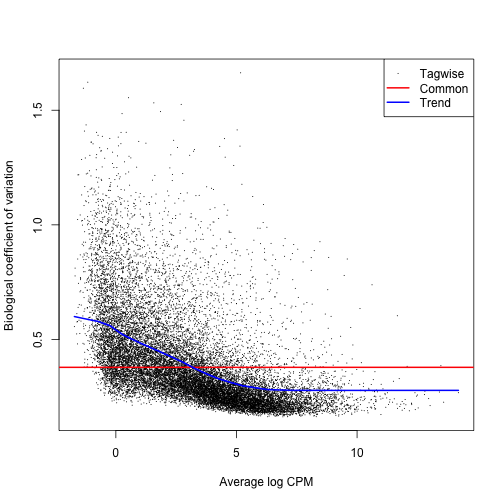 Tagwise
Common
Trend
1.5
1.0
0.5
Biological coefficient of variation
0
5
10
Average log CPM